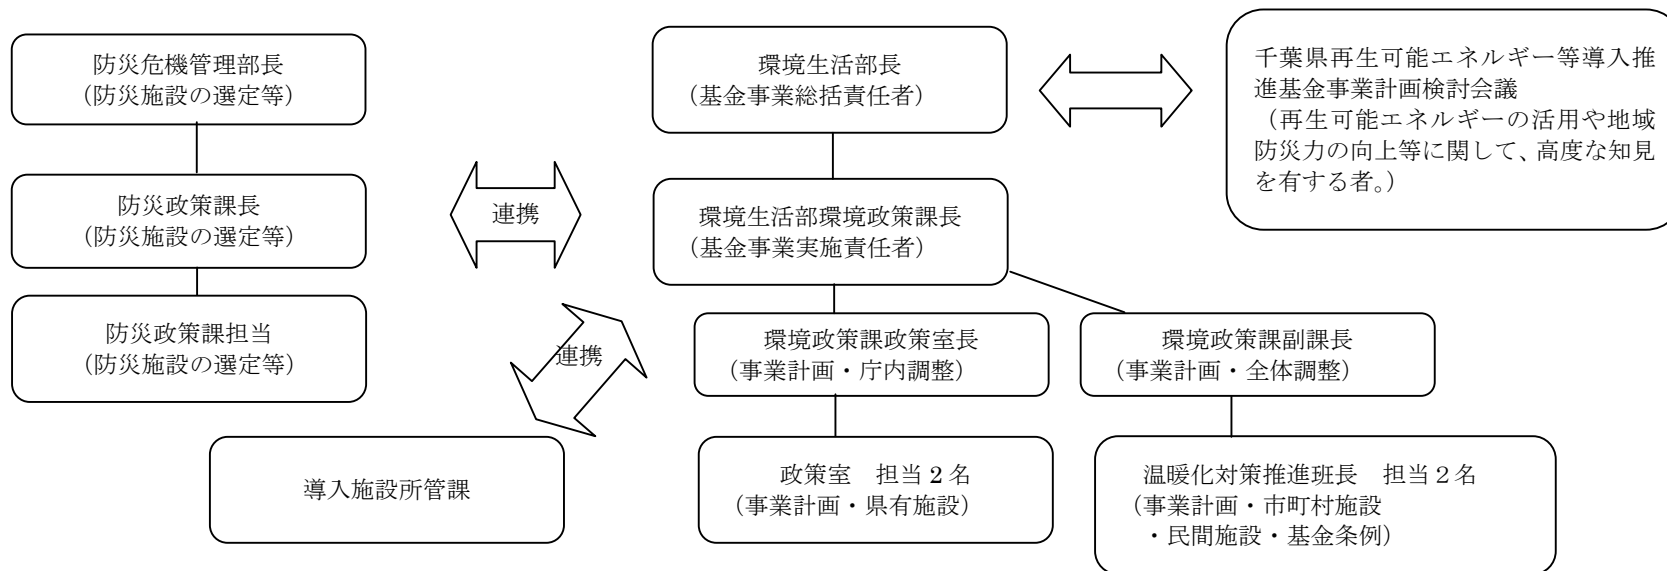 防災危機管理部長
（防災施設の選定等）
環境生活部長
（基金事業総括責任者）
千葉県再生可能エネルギー等導入推
進基金事業計画検討会議
（再生可能エネルギーの活用や地域
防災力の向上等に関して、高度な知見
を有する者。）
防災政策課長
（防災施設の選定等）
連携
環境生活部環境政策課長
（基金事業実施責任者）
防災政策課担当
（防災施設の選定等）
連携
環境政策課政策室長
（事業計画・庁内調整）
環境政策課副課長
（事業計画・全体調整）
導入施設所管課
政策室　担当２名
（事業計画・県有施設）
温暖化対策推進班長　担当２名
（事業計画・市町村施設
・民間施設・基金条例）